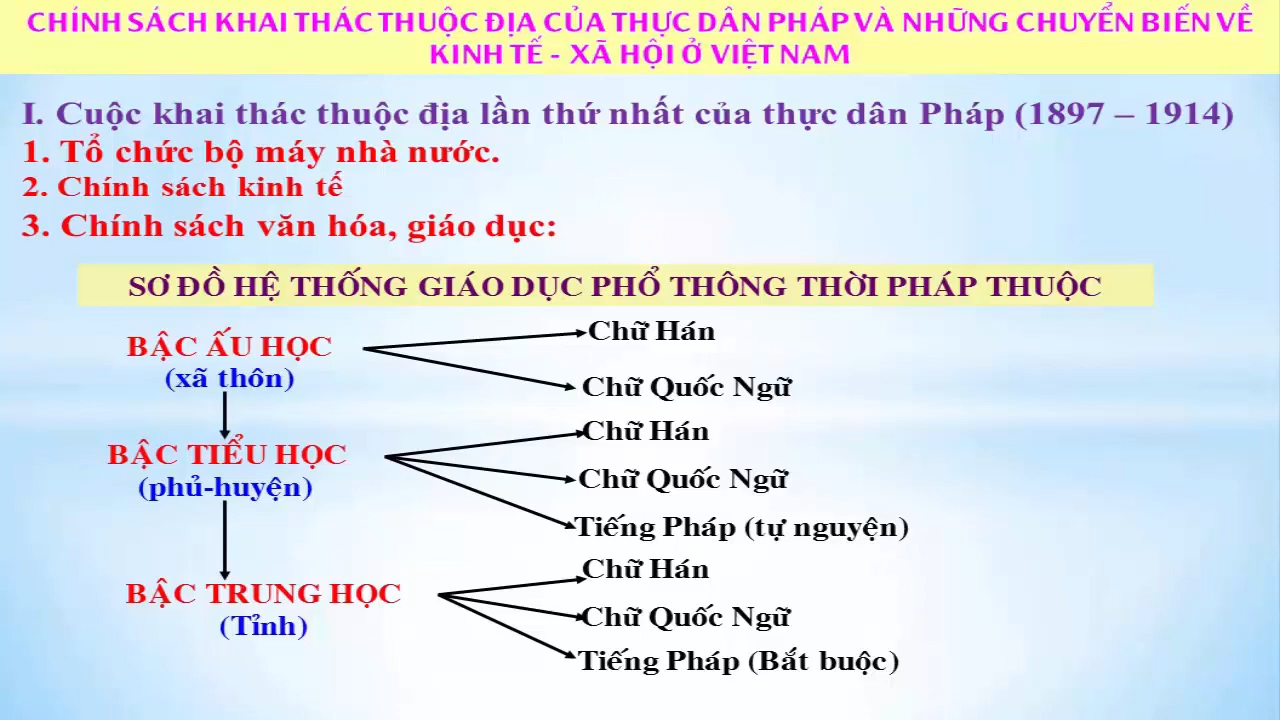 CHÍNH SÁCH KHAI THÁC THUỘC ĐỊA CỦA THỰC DÂN PHÁP VÀ NHỮNG CHUYỂN BIẾN VỀ
KINH TẾ - XÃ HỘI Ở VIỆT NAM
I. Cuộc khai thác thuộc địa lần thứ nhất của thực dân Pháp (1897 – 1914)
1. Tổ chức bộ máy nhà nước.
2. Chính sách kinh tế
3. Chính sách văn hóa, giáo dục:
SƠ ĐỒ HỆ THỐNG GIÁO DỤC PHỔ THÔNG THỜI PHÁP THUỘC
BẬC ẤU HỌC
(xã thôn)
Chữ Hán
Chữ Quốc Ngữ
BẬC TIỂU HỌC
(phủ-huyện)
Chữ Hán
Chữ Quốc Ngữ
Tiếng Pháp (tự nguyện)
BẬC TRUNG HỌC
(Tỉnh)
Chữ Hán
Chữ Quốc Ngữ
Tiếng Pháp (Bắt buộc)